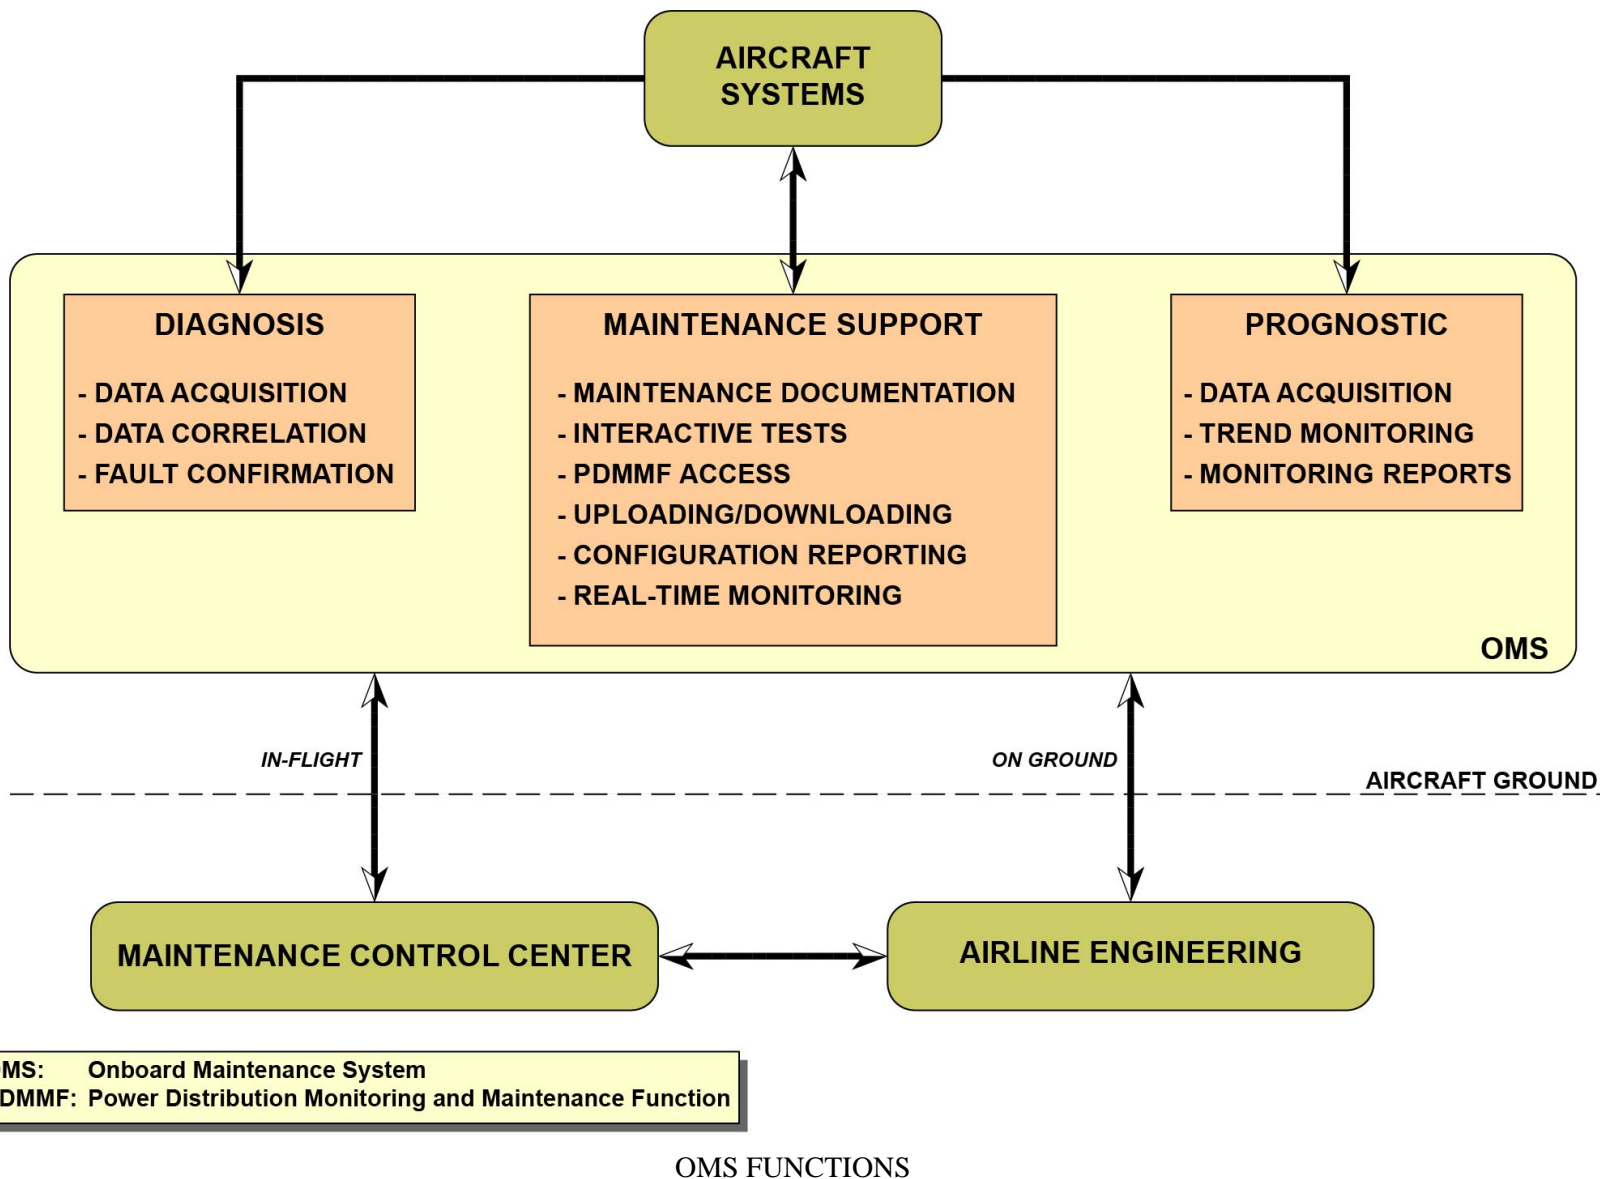 AIRCRAFT
SYSTEMS
DIAGNOSIS
- DATA ACQUISITION
- DATA CORRELATION
- FAULT CONFIRMATION
MAINTENANCE SUPPORT
- MAINTENANCE DOCUMENTATION
- INTERACTIVE TESTS
- PDMMF ACCESS
- UPLOADING/DOWNLOADING
- CONFIGURATION REPORTING
- REAL-TIME MONITORING
PROGNOSTIC
- DATA ACQUISITION
- TREND MONITORING
- MONITORING REPORTS
OMS
IN-FLIGHT
ON GROUND
AIRCRAFT GROUND
MAINTENANCE CONTROL CENTER
AIRLINE ENGINEERING
MS: Onboard Maintenance System
DMMF: Power Distribution Monitoring and Maintenance Function
OMS FUNCTIONS